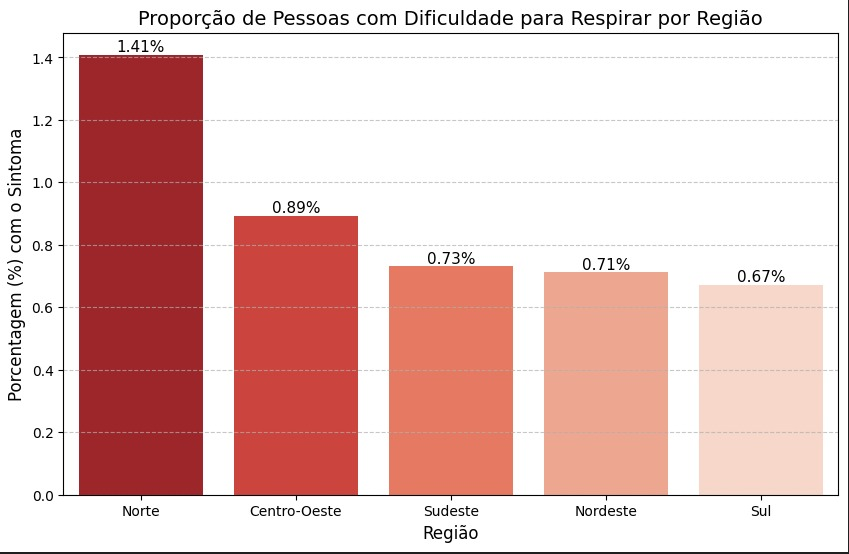 Proporção de Pessoas com Dificuldade para Respirar por Região
Porcentagem (%) com o Sintoma
1.4
1.2
1.0
0.8
0.6
0.4
0.2
0.0
1.41%
0.89%
0.73%
0.71%
0.67%
Norte
Centro-Oeste
Sudeste
Nordeste
Sul
Região